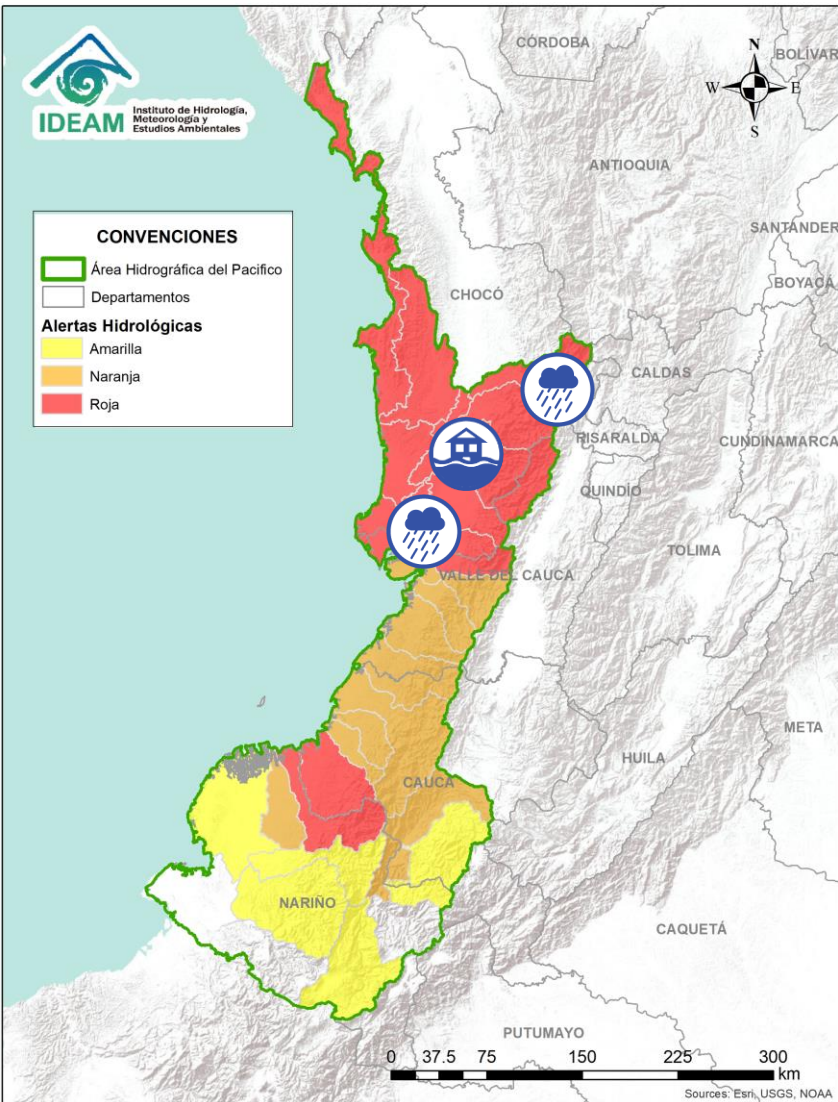 IDEAM
Instituto de Hidrología,
Meteorología y
Estudios Ambientales
N
W
E
S
CÓRDOBA
BOLÍVAR
ANTIOQUIA
SANTANDER
BOYACÁ
CHOCÓ
CALDAS
RISARALDA
CUNDINAMARCA
QUINDÍO
TOLIMA
VALLE DEL CAUCA
META
HUILA
CAUCA
NARIÑO
CAQUETÁ
PUTUMAYO
CONVENCIONES
Área Hidrográfica del Pacifico
Departamentos
Alertas Hidrológicas
Amarilla
Naranja
Roja
0 37.5 75 150 225 300
km
Sources: Esri, USGS, NOAA